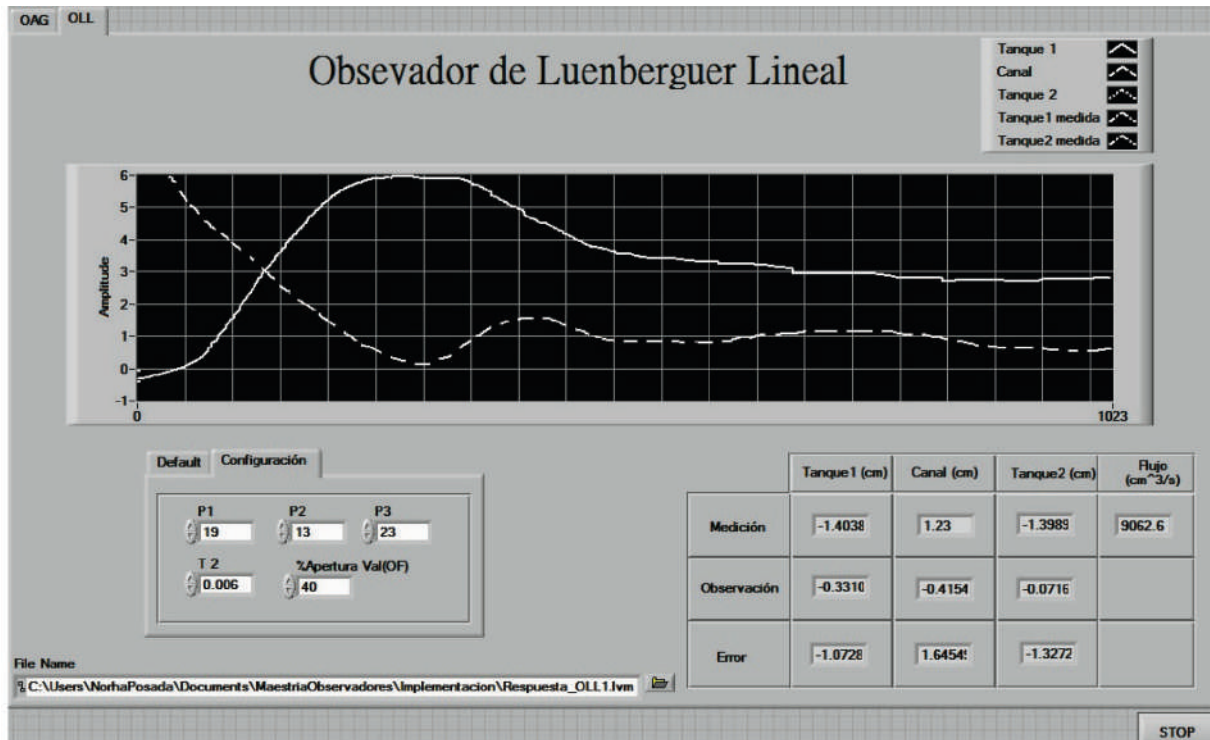 OAG OLL
Obsevador de Luenberguer Lineal
Tanque 1
Canal
Tanque 2
Tanque1 medida
Tanque2 medida
Amplitude
6
5
4
3
2
1
0
-1
0 1023
Default Configuración
P1 P2 P3
19 13 23
T 2 %Apertura Val(OF)
0.006 40
Tanque1 (cm) Canal (cm) Tanque2 (cm) Flujo (cm^3/s)
Medición -1.4038 1.23 -1.3989 9062.6
Observación -0.3310 -0.4154 -0.0716
Error -1.0728 1.6454 -1.3272
File Name
C:\Users\NorhaPosada\Documents\MaestriaObservadores\Implementacion\Respuesta_OLL1.lvm
STOP